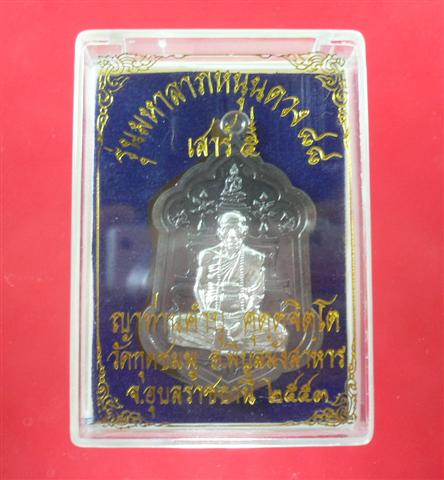 รุ่นมหาลาภหนุนดวง ๘๘
เสาร์ ๕
ญาท่านคำบุ คุตฺตจิตฺโต
วัดกุดชมภู อ.พิบูลมังสาหาร
จ.อุบลราชธานี ๒๕๕๓